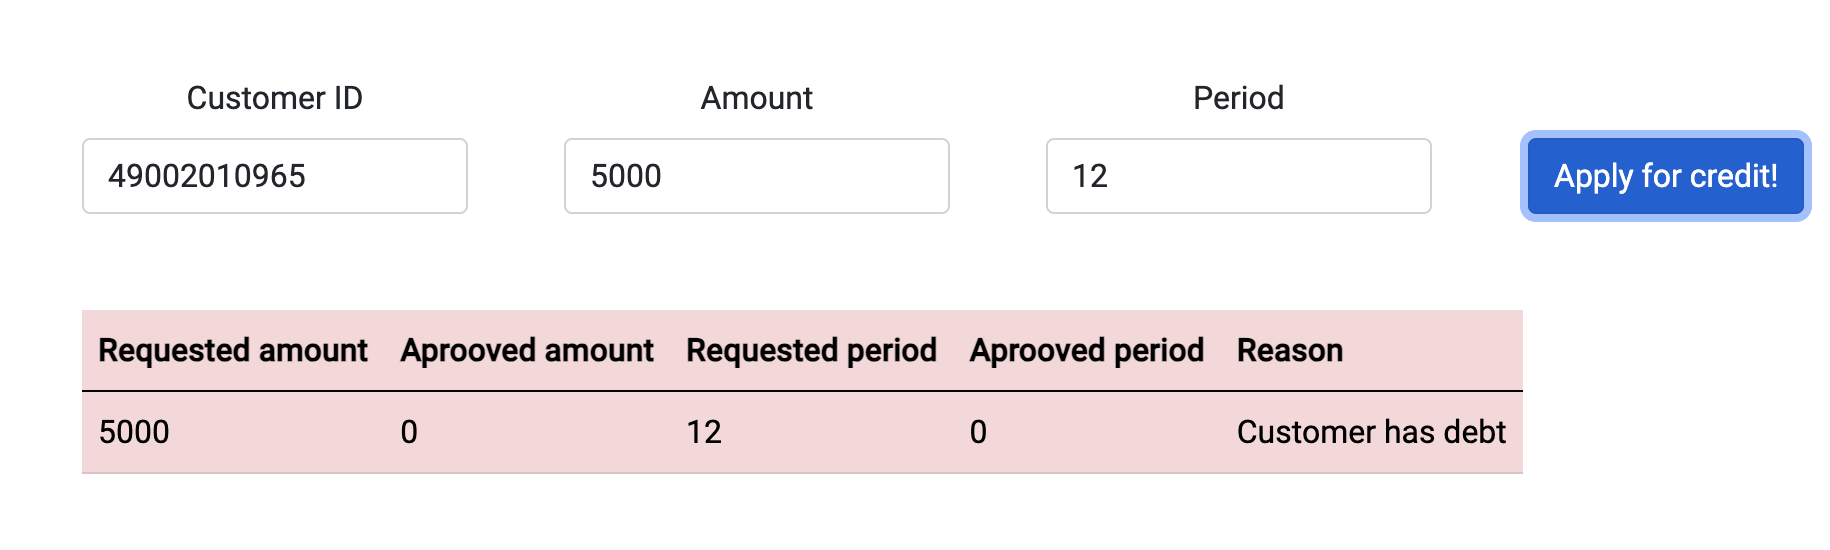 Customer ID Amount Period
49002010965 5000 12 Apply for credit!
Requested amount Aprooved amount Requested period Aprooved period Reason
5000 0 12 0 Customer has debt